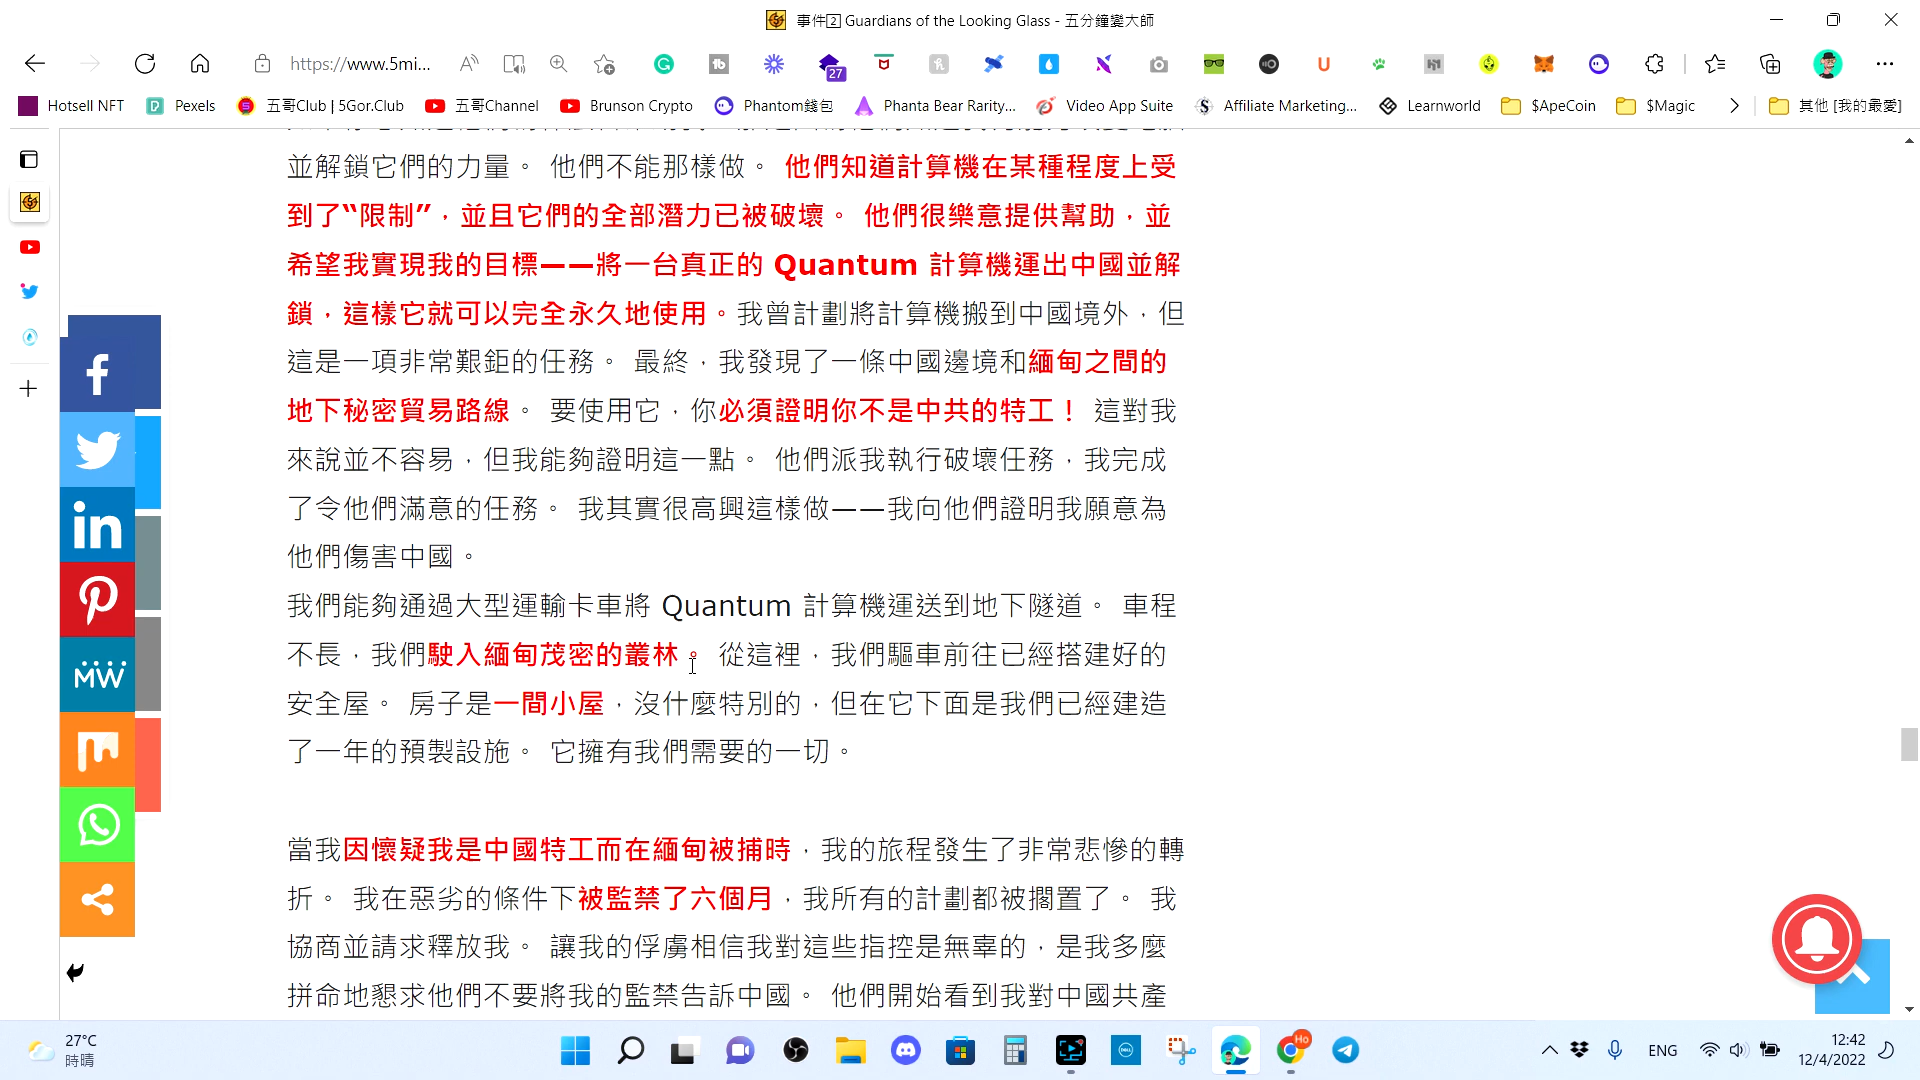 事件2 Guardians of the Looking Glass - 五分鐘變大師
https://www.5mi...
27
Hotsell NFT
Pexels
五哥Club | 5Gor.Club
五哥Channel
Brunson Crypto
Phantom錢包
Phanta Bear Rarity...
Video App Suite
Affiliate Marketing...
Learnworld
$ApeCoin
$Magic
其他 [我的最愛]
並解鎖它們的力量。 他們不能那樣做。 他們知道計算機在某種程度上受
到了“限制”，並且它們的全部潛力已被破壞。 他們很樂意提供幫助，並
希望我實現我的目標——將一台真正的 Quantum 計算機運出中國並解
鎖，這樣它就可以完全永久地使用。我曾計劃將計算機搬到中國境外，但
這是一項非常艱鉅的任務。 最終，我發現了一條中國邊境和緬甸之間的
地下秘密貿易路線。 要使用它，你必須證明你不是中共的特工！ 這對我
來說並不容易，但我能夠證明這一點。 他們派我執行破壞任務，我完成
了令他們滿意的任務。 我其實很高興這樣做——我向他們證明我願意為
他們傷害中國。
我們能夠通過大型運輸卡車將 Quantum 計算機運送到地下隧道。 車程
不長，我們駛入緬甸茂密的叢林。 從這裡，我們驅車前往已經搭建好的
安全屋。 房子是一間小屋，沒什麼特別的，但在它下面是我們已經建造
了一年的預製設施。 它擁有我們需要的一切。
當我因懷疑我是中國特工而在緬甸被捕時，我的旅程發生了非常悲慘的轉
折。 我在惡劣的條件下被監禁了六個月，我所有的計劃都被擱置了。 我
協商並請求釋放我。 讓我的俘虜相信我對這些指控是無辜的，是我多麼
拼命地懇求他們不要將我的監禁告訴中國。 他們開始看到我對中國共產
MW
27°C
時晴
ENG
12:42
12/4/2022